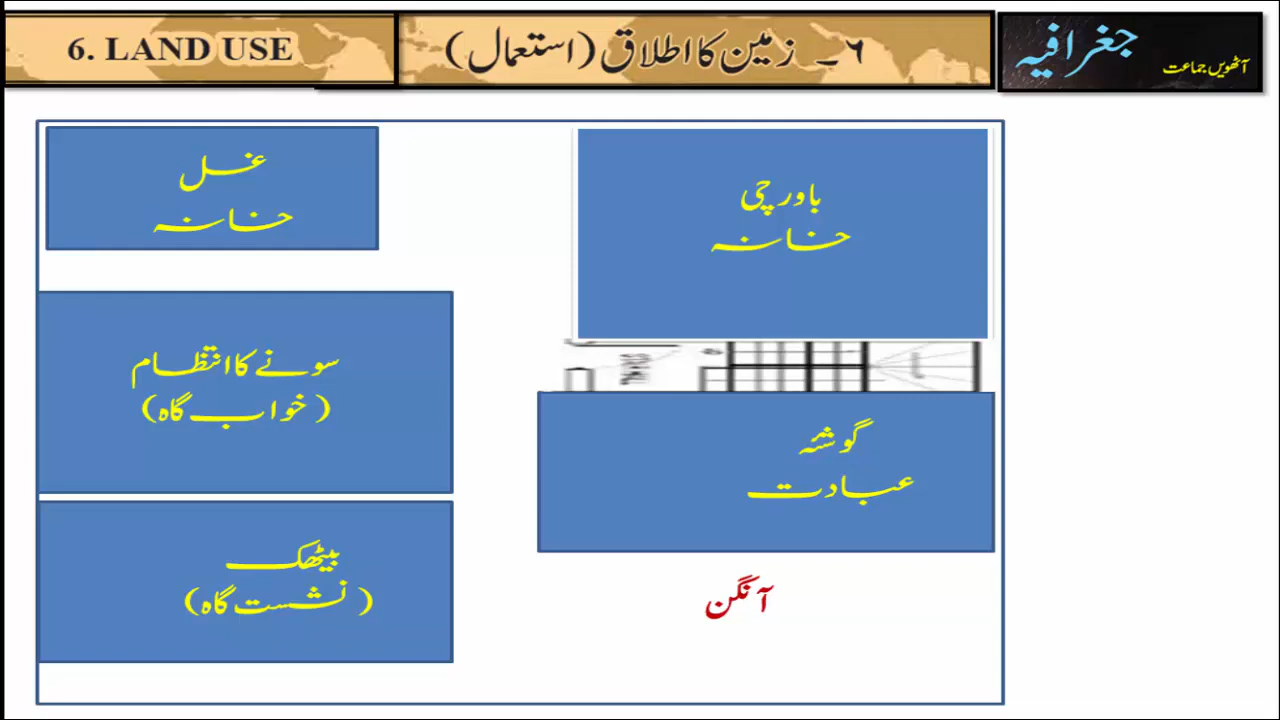 6. LAND USE
۶۔ زمین کا اطلاق (استعمال)
جغرافیہ
آٹھویں جماعت
غسل
خانہ
باورچی
خانہ
سونے کا انتظام
(خواب گاہ)
گوشہ
عبادت
بیٹھک
(نشست گاہ)
آنگن